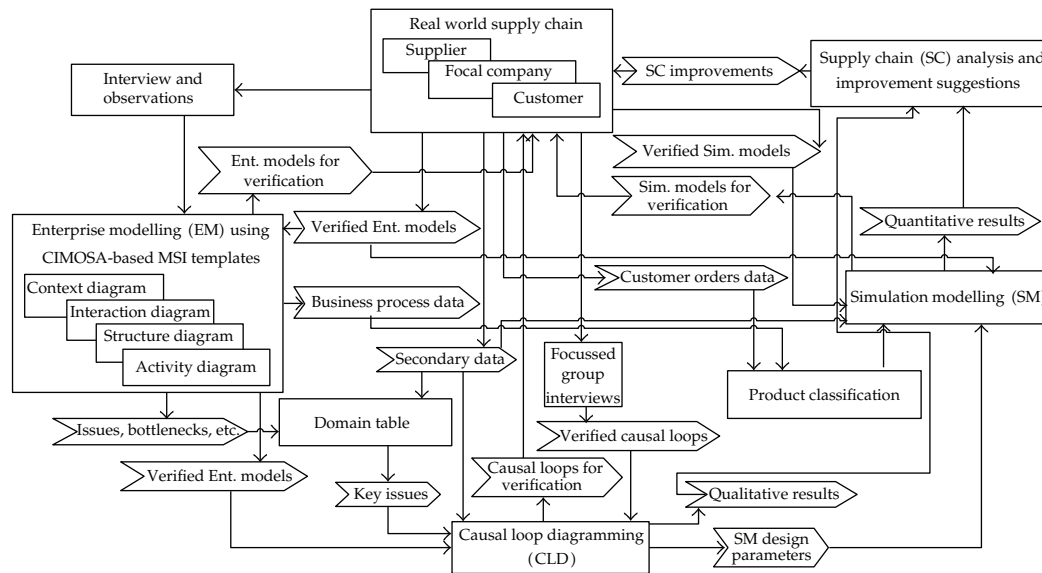 Real world supply chain
Supplier
Focal company
Customer
Interview and
observations
SC improvements
Supply chain (SC) analysis and
improvement suggestions
Ent. models for
verification
Verified Sim. models
Sim. models for
verification
Enterprise modelling (EM) using
CIMOSA-based MSI templates
Verified Ent. models
Quantitative results
Context diagram
Interaction diagram
Structure diagram
Activity diagram
Business process data
Customer orders data
Simulation modelling (SM)
Secondary data
Focussed
group
interviews
Product classification
Issues, bottlenecks, etc.
Domain table
Verified causal loops
Verified Ent. models
Key issues
Causal loops for
verification
Qualitative results
Causal loop diagramming
(CLD)
SM design
parameters